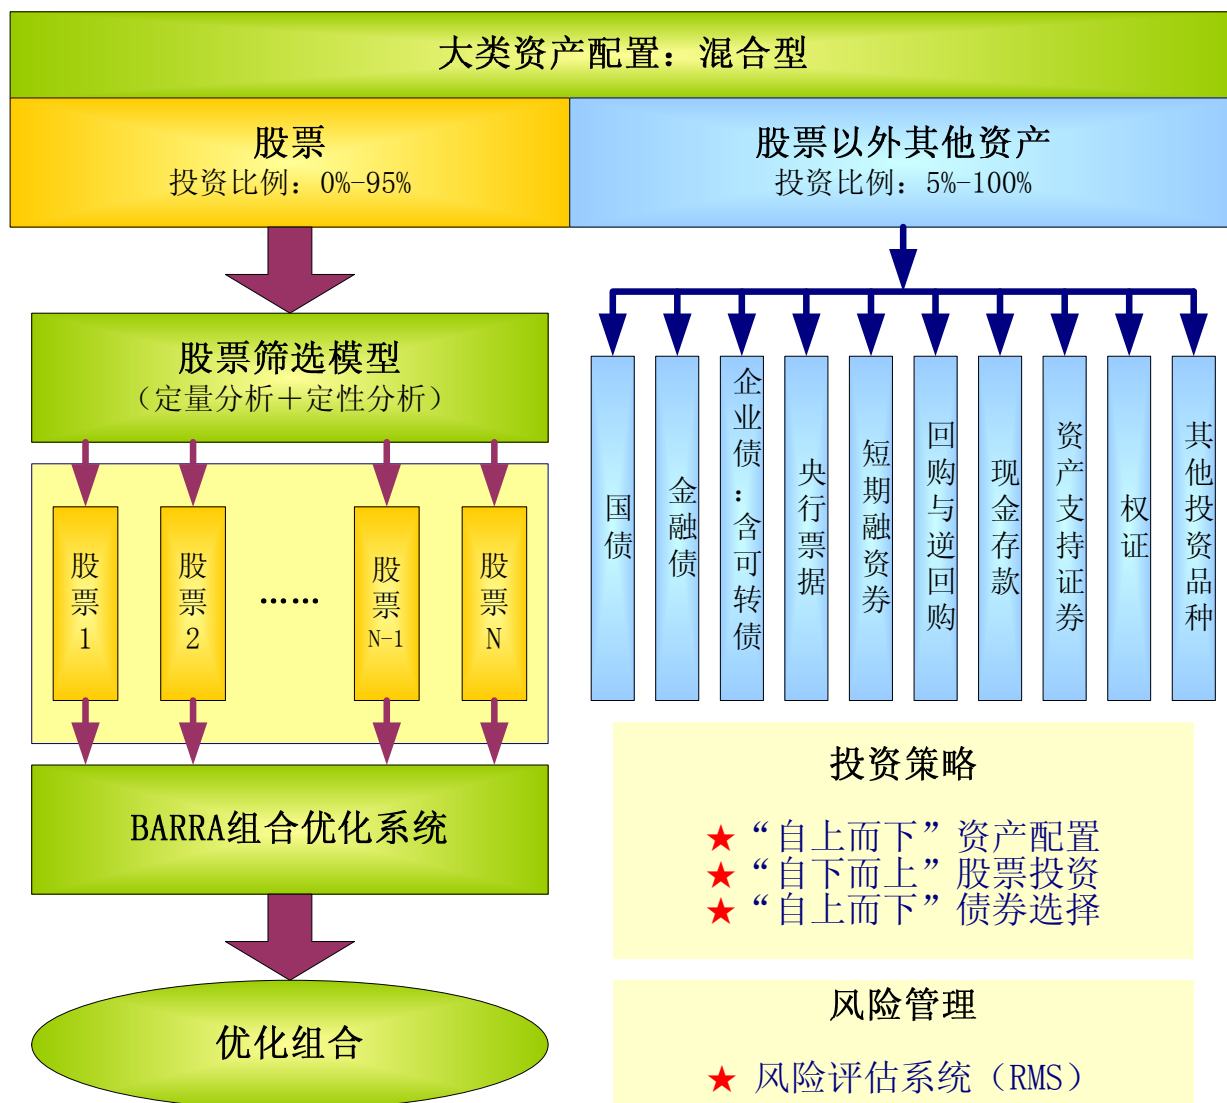 大类资产配置：混合型
股票
投资比例：0%-95%
股票以外其他资产
投资比例：5%-100%
股票筛选模型
（定量分析＋定性分析）
股票1
股票2
……
股票N-1
股票N
BARRA组合优化系统
优化组合
国债
金融债
企业债：含可转债
央行票据
短期融资券
回购与逆回购
现金存款
资产支持证券
权证
其他投资品种
投资策略
★“自上而下”资产配置
★“自下而上”股票投资
★“自上而下”债券选择
风险管理
★ 风险评估系统（RMS）